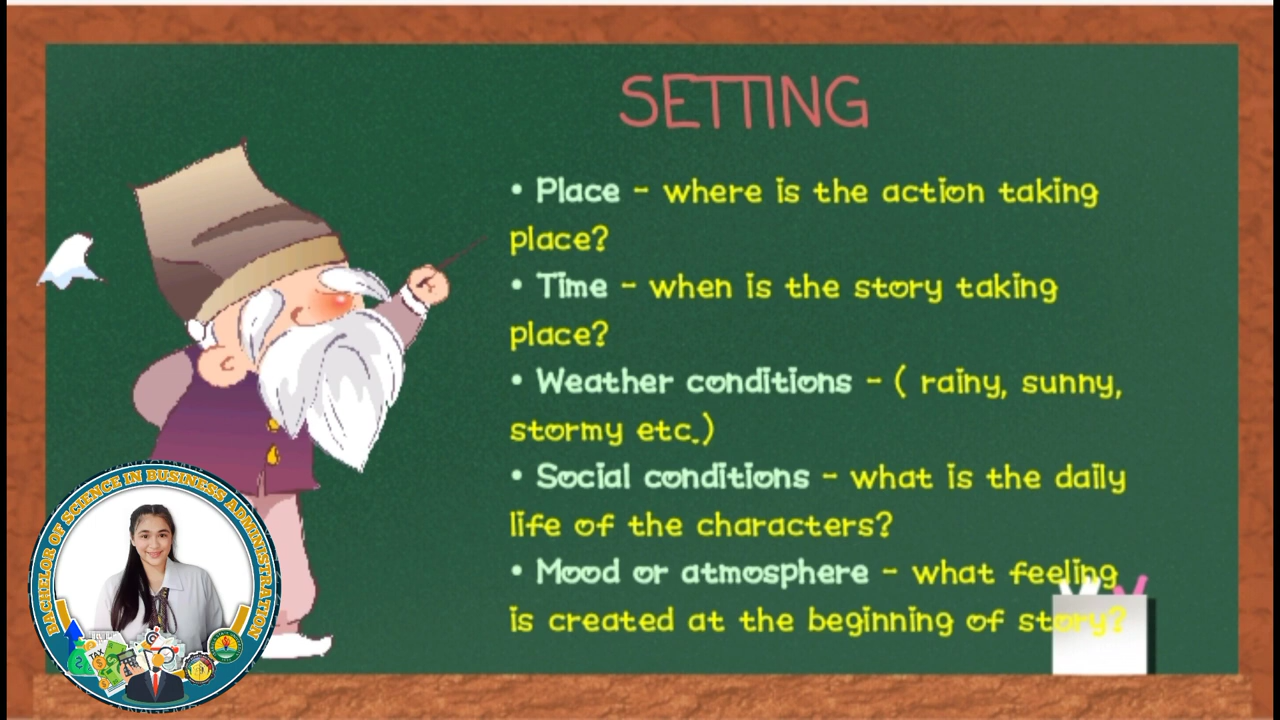 SETTING
• Place - where is the action taking
place?
• Time - when is the story taking
place?
• Weather conditions - ( rainy, sunny,
stormy etc.)
• Social conditions - what is the daily
life of the characters?
• Mood or atmosphere - what feeling
is created at the beginning of story?
BACHELOR OF SCIENCE IN BUSINESS ADMINISTRATION
TAX